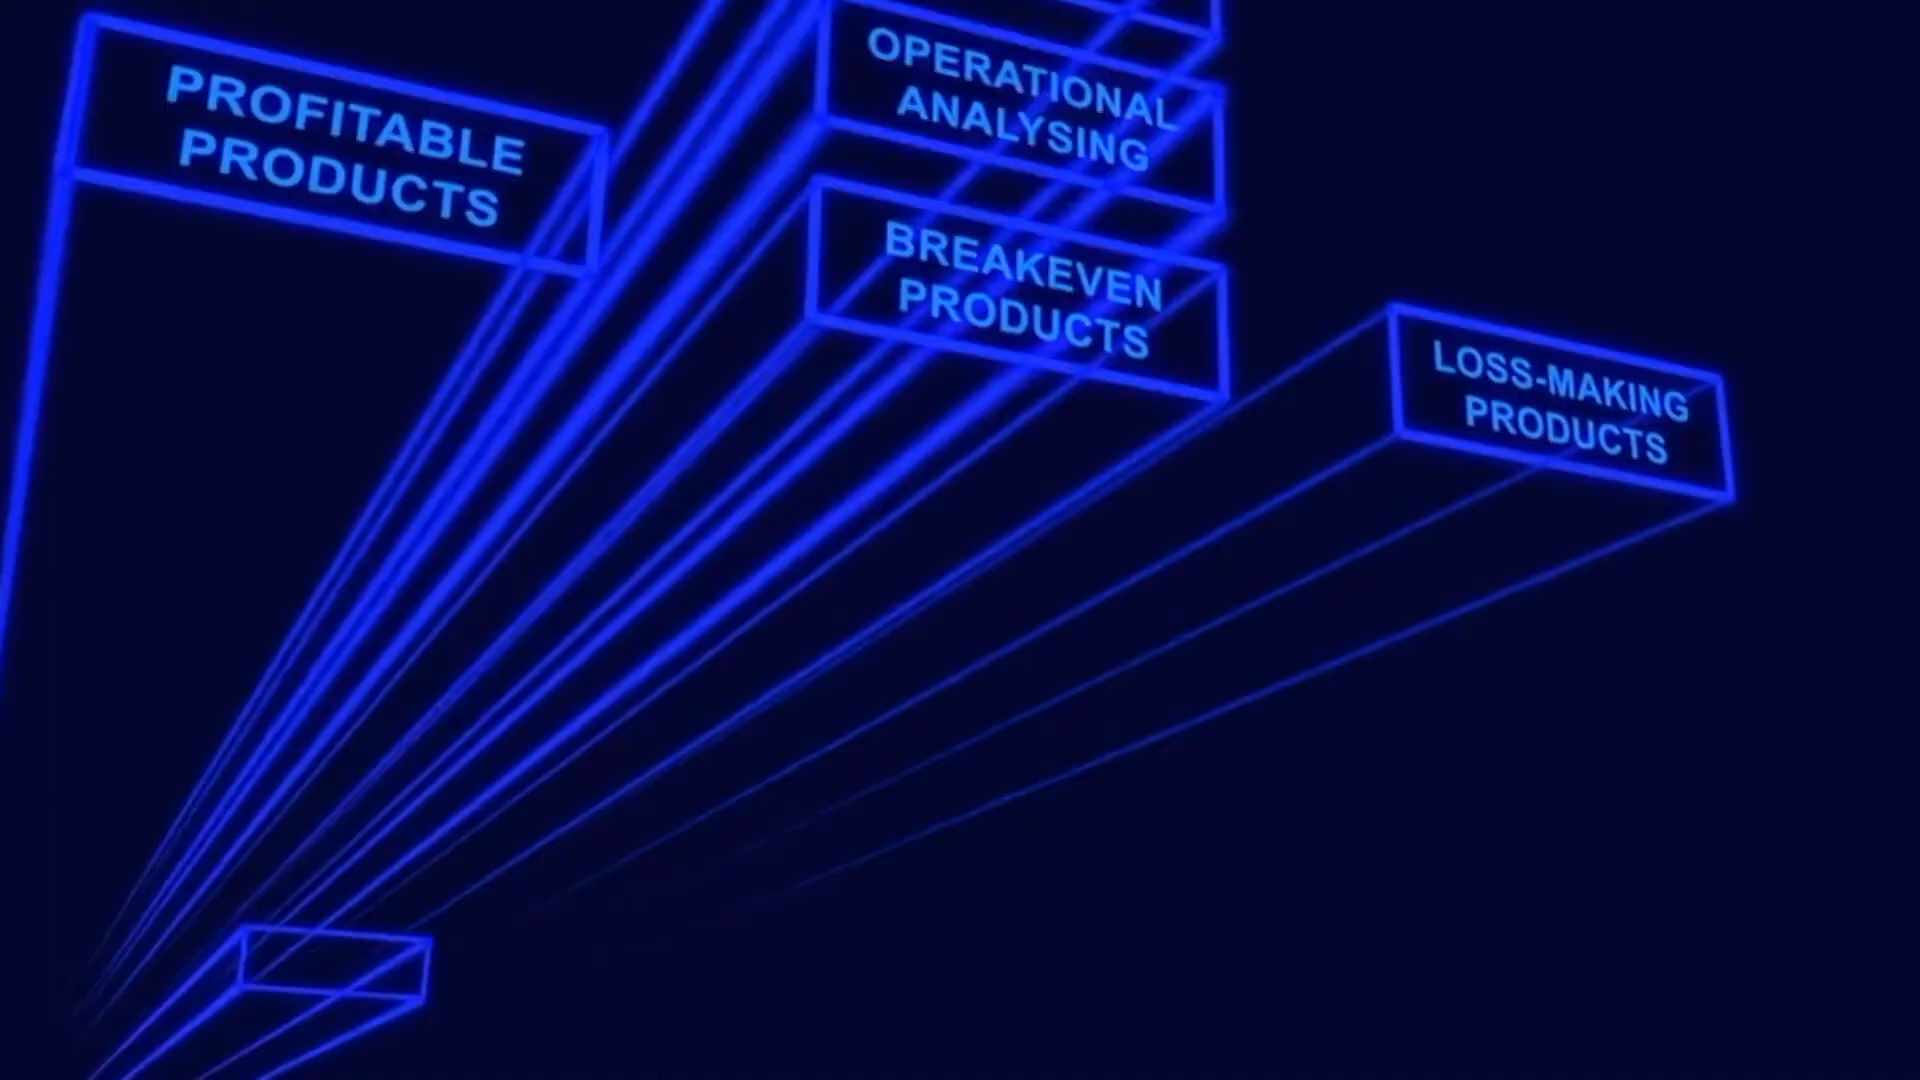 PROFITABLE
PRODUCTS
OPERATIONAL
ANALYSING
BREAKEVEN
PRODUCTS
LOSS-MAKING
PRODUCTS